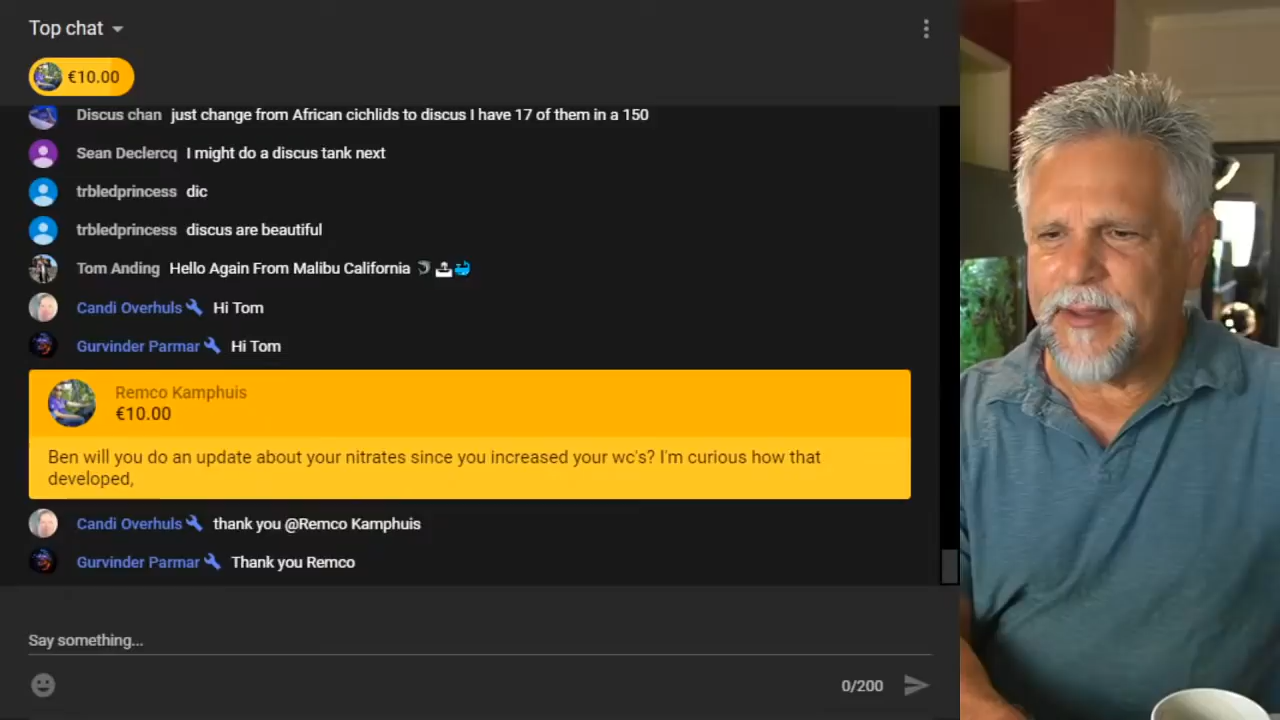 Top chat
€10.00
Discus chan just change from African cichlids to discus I have 17 of them in a 150
Sean Declercq I might do a discus tank next
trbledprincess dic
trbledprincess discus are beautiful
Tom Anding Hello Again From Malibu California
Candi Overhuls Hi Tom
Gurvinder Parmar Hi Tom
Remco Kamphuis
€10.00
Ben will you do an update about your nitrates since you increased your wc's? I'm curious how that
developed,
Candi Overhuls thank you @Remco Kamphuis
Gurvinder Parmar Thank you Remco
Say something...
0/200